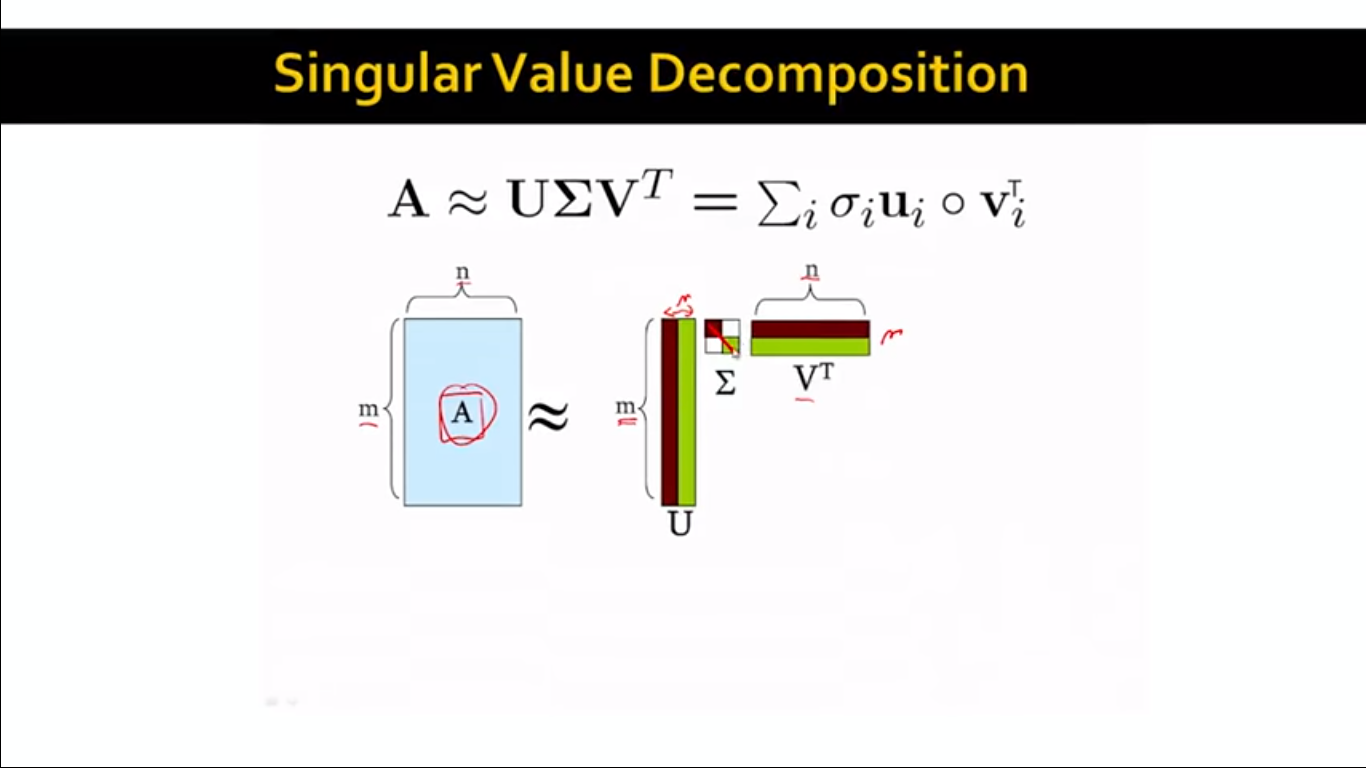 Singular Value Decomposition
A ≈ UΣV^T = ∑_i σ_i u_i ∘ v_i^T
n
n
r
r
m
A
≈
m
Σ
V^T
U